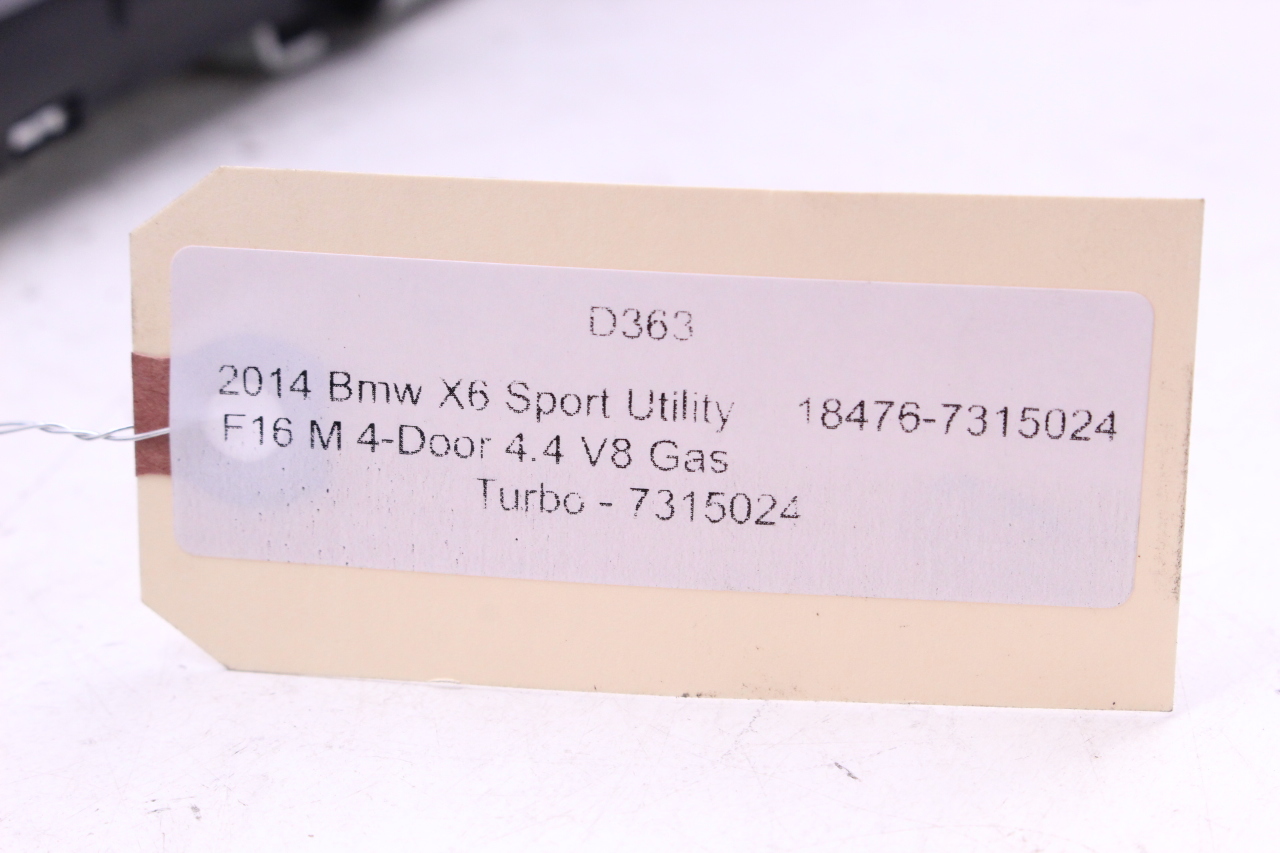 D363
2014 Bmw X6 Sport Utility 18476-7315024
F16 M 4-Door 4.4 V8 Gas
Turbo - 7315024